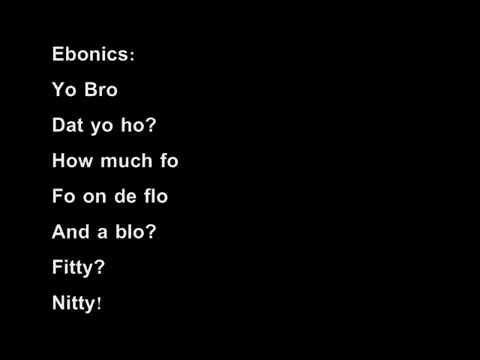 Ebonics:
Yo Bro
Dat yo ho?
How much fo
Fo on de flo
And a blo?
Fitty?
Nitty!